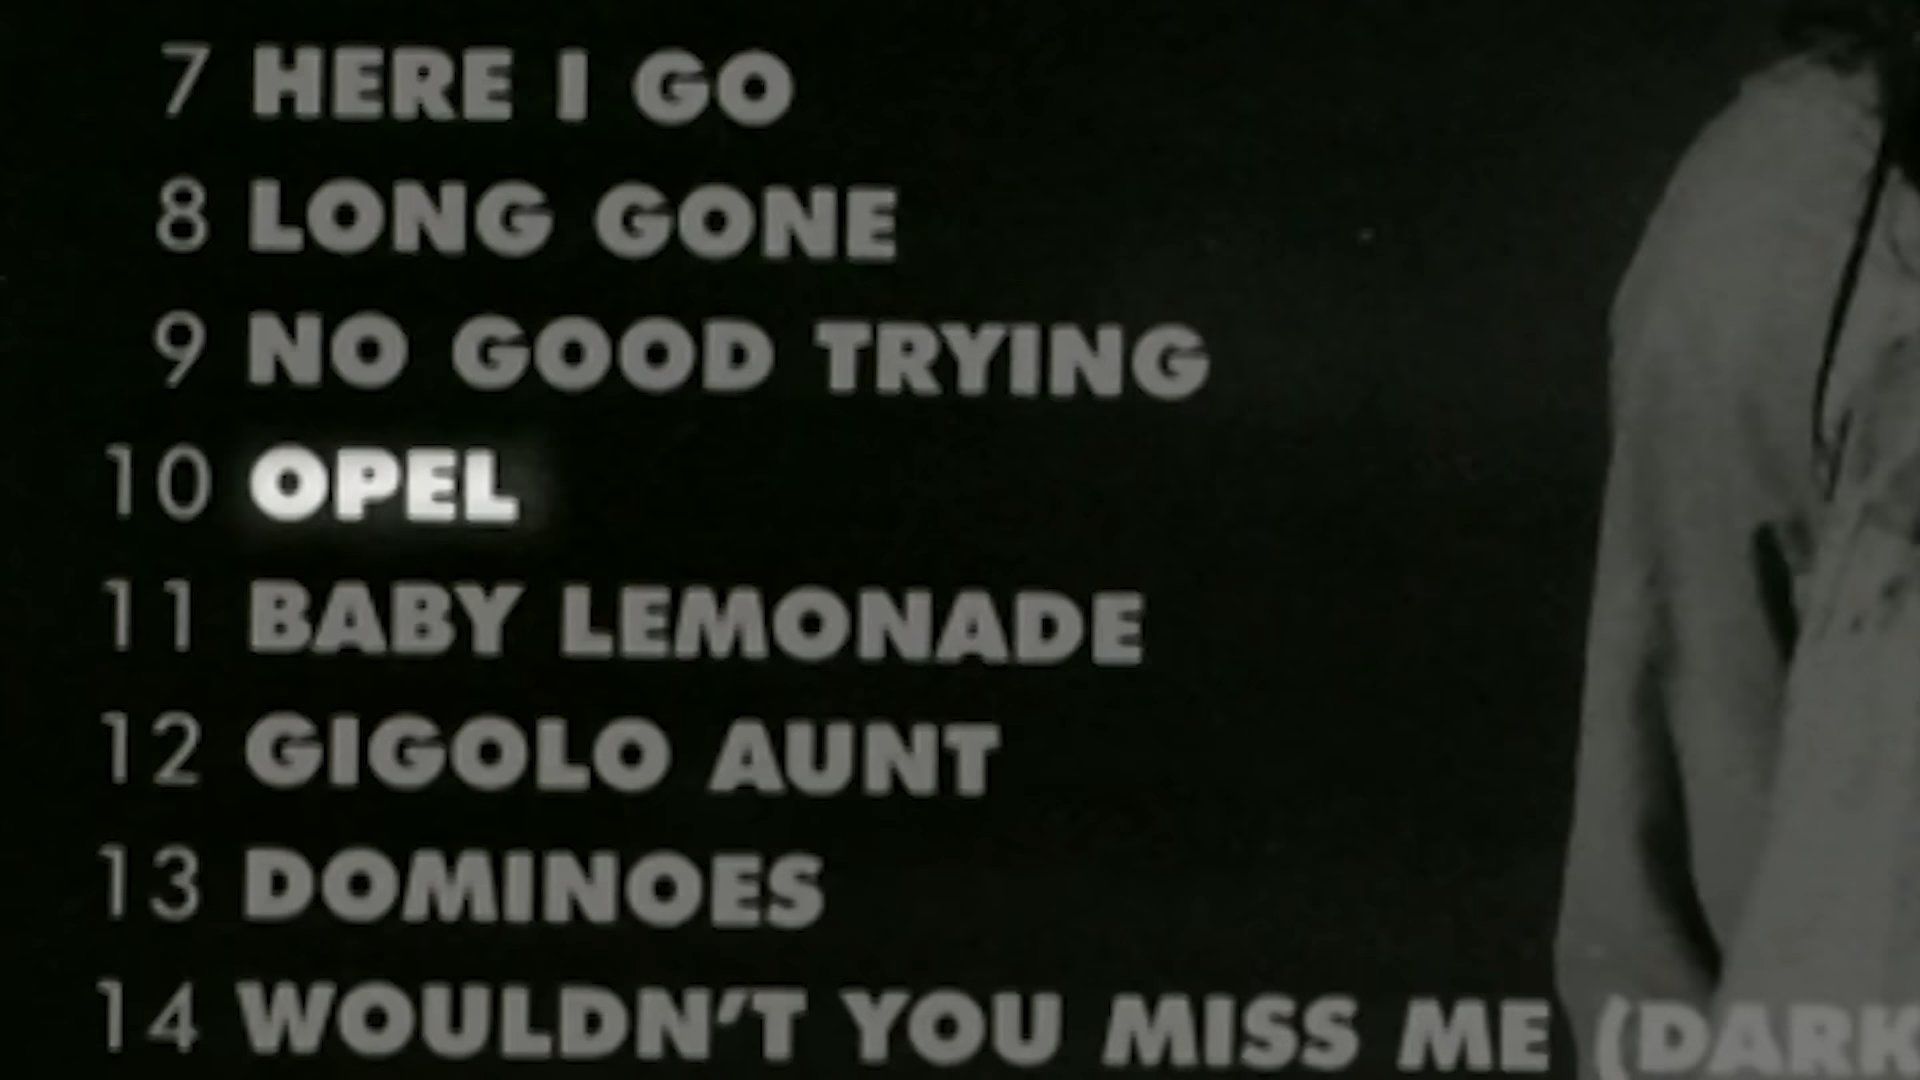 7 HERE I GO
8 LONG GONE
9 NO GOOD TRYING
10 OPEL
11 BABY LEMONADE
12 GIGOLO AUNT
13 DOMINOES
14 WOULDN'T YOU MISS ME (DARK